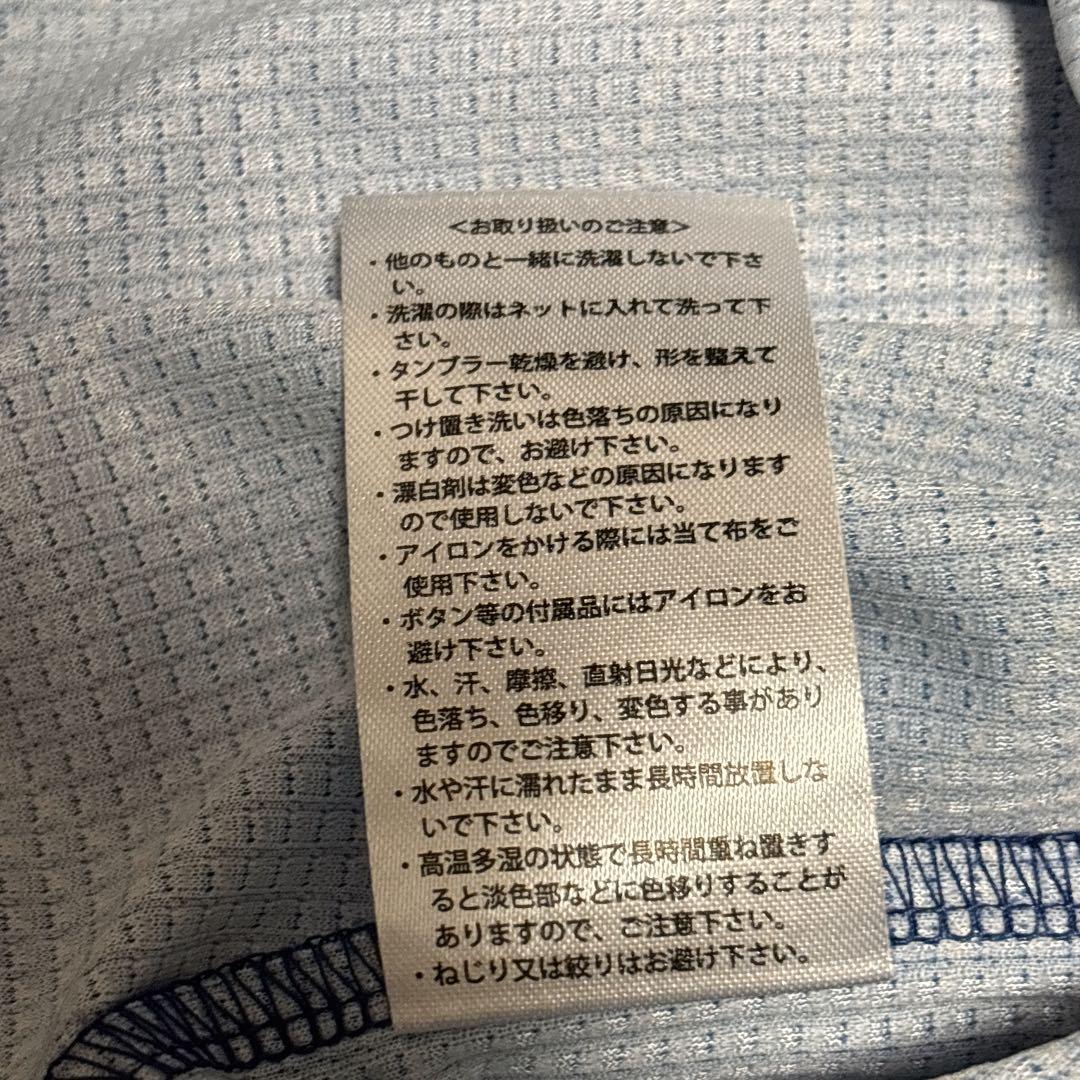 <お取り扱いのご注意>
・他のものと一緒に洗濯しないで下さ
い。
・洗濯の際はネットに入れて洗って下
さい。
・タンブラー乾燥を避け、形を整えて
干して下さい。
・つけ置き洗いは色落ちの原因になり
ますので、お避け下さい。
・漂白剤は変色などの原因になります
ので使用しないで下さい。
・アイロンをかける際には当て布をご
使用下さい。
・ボタン等の付属品にはアイロンをお
避け下さい。
・水、汗、摩擦、直射日光などにより、
色落ち、色移り、変色する事があり
ますのでご注意下さい。
・水や汗に濡れたまま長時間放置しな
いで下さい。
・高温多湿の状態で長時間重ね置きす
ると淡色部などに色移りすることが
ありますので、ご注意下さい。
・ねじり又は絞りはお避け下さい。